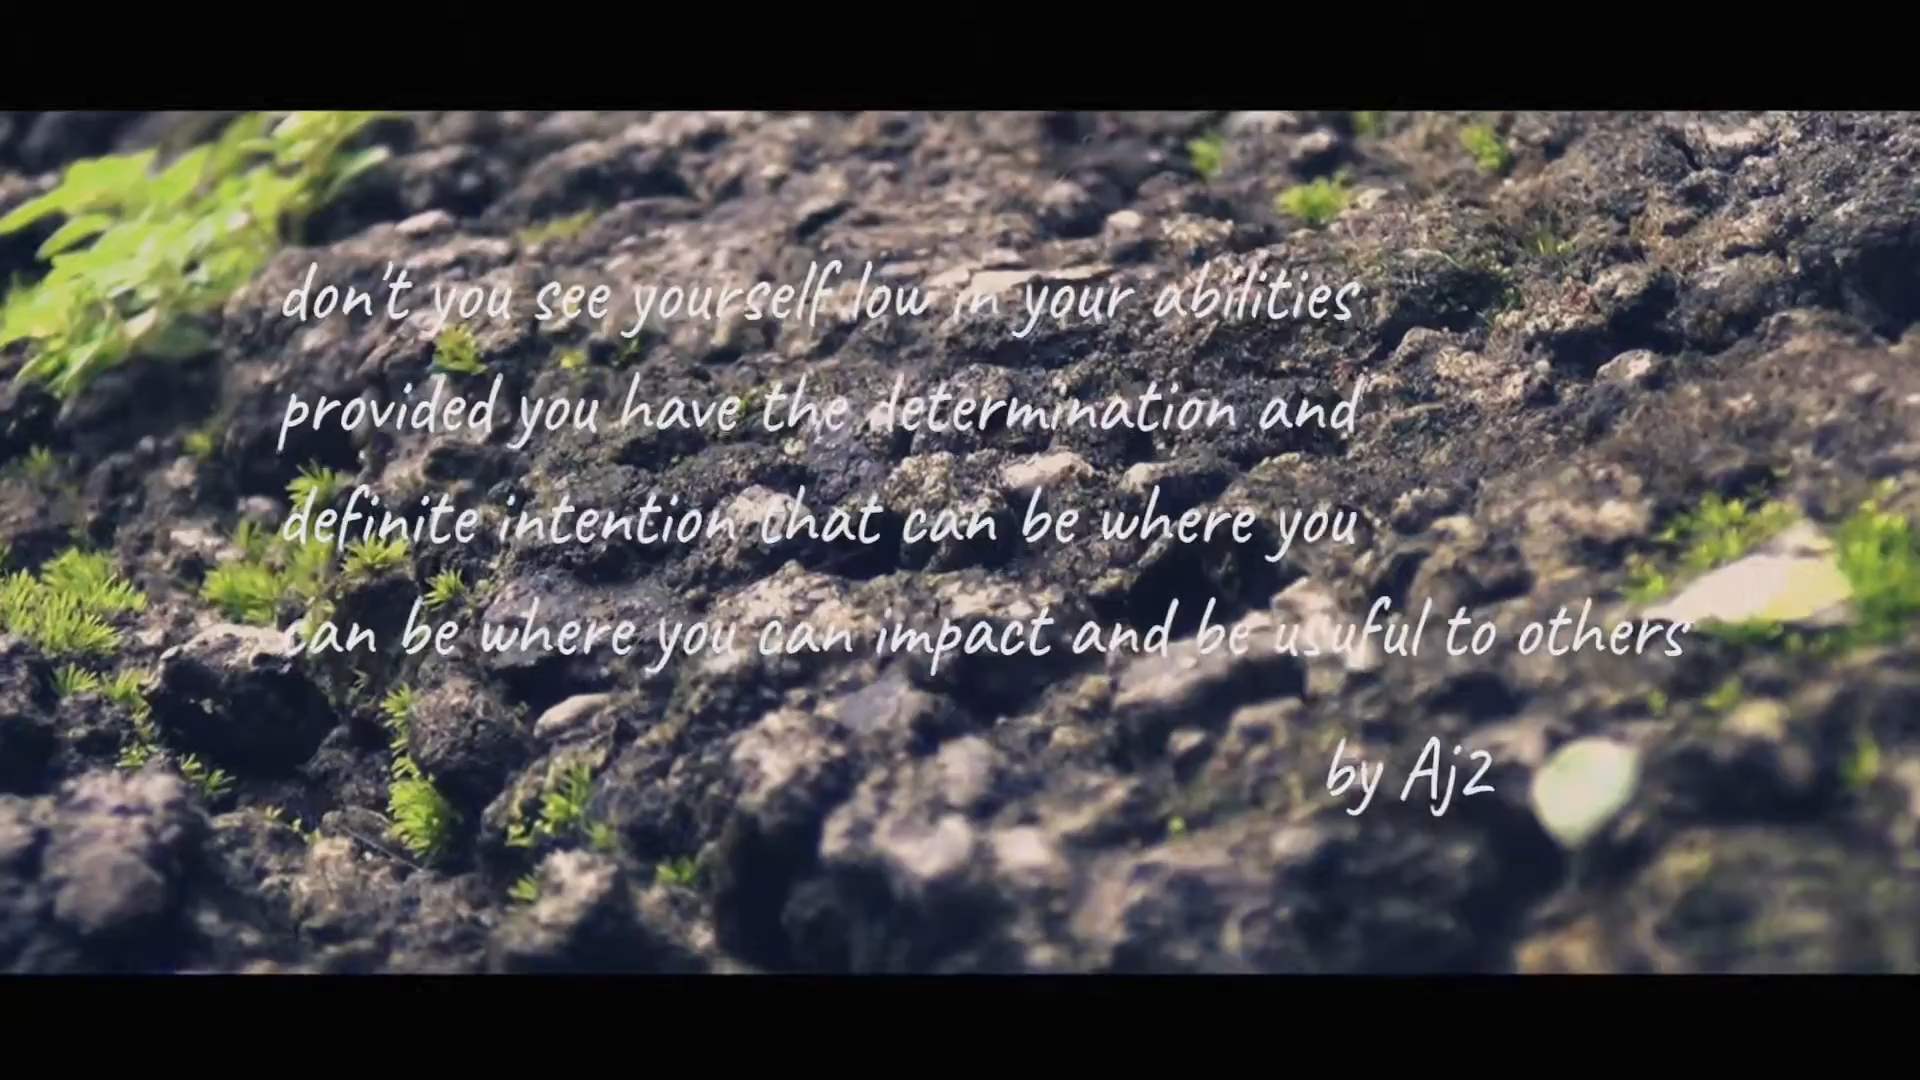 don't you see yourself low in your abilities
provided you have the determination and
definite intention that can be where you
can be where you can impact and be usuful to others
by Aj2